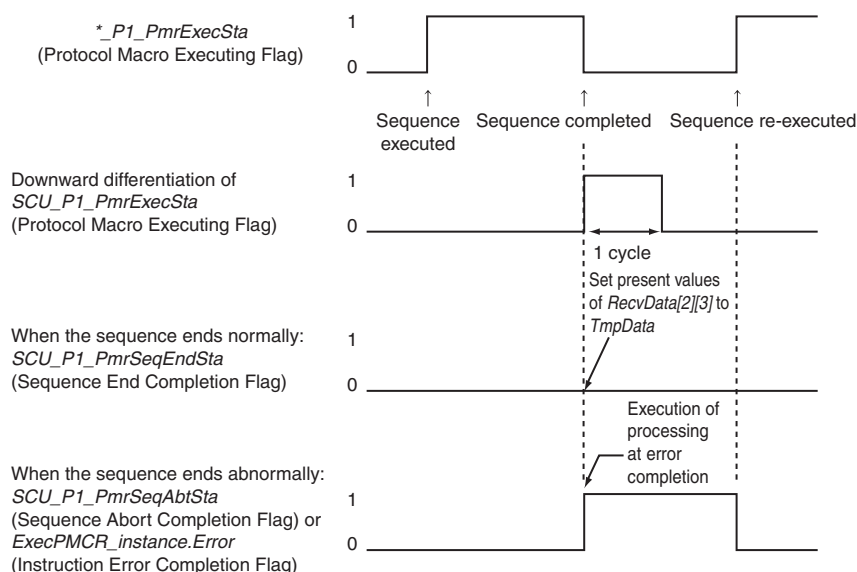 *_P1_PmrExecSta
(Protocol Macro Executing Flag)
1
0
↑ ↑ ↑
Sequence executed
Sequence completed
Sequence re-executed
Downward differentiation of
SCU_P1_PmrExecSta
(Protocol Macro Executing Flag)
1
0
1 cycle
Set present values
of RecvData[2][3] to
TmpData
When the sequence ends normally:
SCU_P1_PmrSeqEndSta
(Sequence End Completion Flag)
1
0
Execution of
processing
at error
completion
When the sequence ends abnormally:
SCU_P1_PmrSeqAbtSta
(Sequence Abort Completion Flag) or
ExecPMCR_instance.Error
(Instruction Error Completion Flag)
1
0